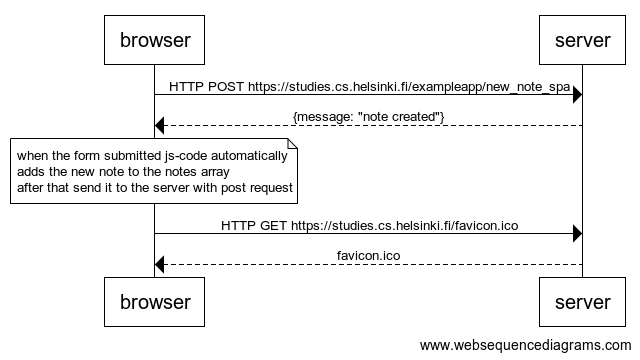 browser
server
HTTP POST https://studies.cs.helsinki.fi/exampleapp/new_note_spa
{message: "note created"}
when the form submitted js-code automatically
adds the new note to the notes array
after that send it to the server with post request
HTTP GET https://studies.cs.helsinki.fi/favicon.ico
favicon.ico
browser
server
www.websequencediagrams.com